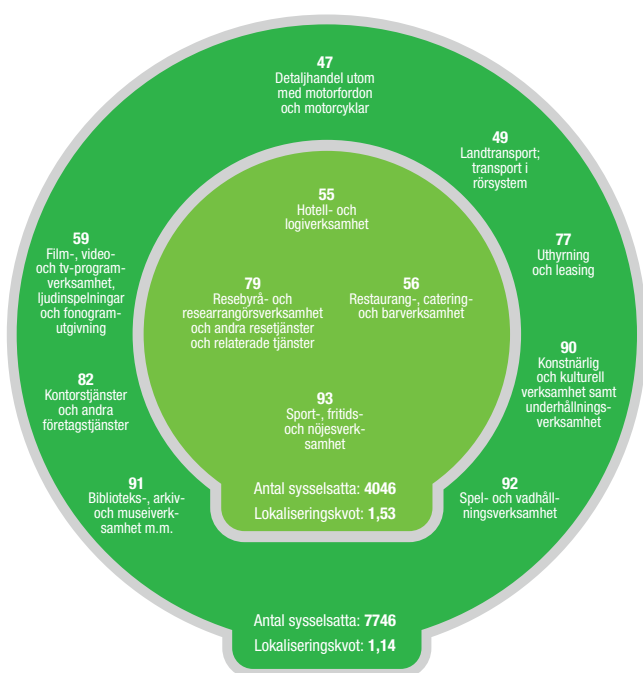 47
Detaljhandel utom
med motorfordon
och motorcyklar
49
Landtransport;
transport i
rörsystem
55
Hotell- och
logiverksamhet
59
Film-, video-
och tv-program-
verksamhet,
ljudinspelningar
och fonogram-
utgivning
77
Uthyrning
och leasing
79
Resebyrå- och
researrangörsverksamhet
och andra resetjänster
och relaterade tjänster
56
Restaurang-, catering-
och barverksamhet
82
Kontorstjänster
och andra
företagstjänster
90
Konstnärlig
och kulturell
verksamhet samt
underhållnings-
verksamhet
93
Sport-, fritids-
och nöjesverk-
samhet
91
Biblioteks-, arkiv-
och museiverk-
samhet m.m.
92
Spel- och vadhåll-
ningsverksamhet
Antal sysselsatta: 4046
Lokaliseringskvot: 1,53
Antal sysselsatta: 7746
Lokaliseringskvot: 1,14